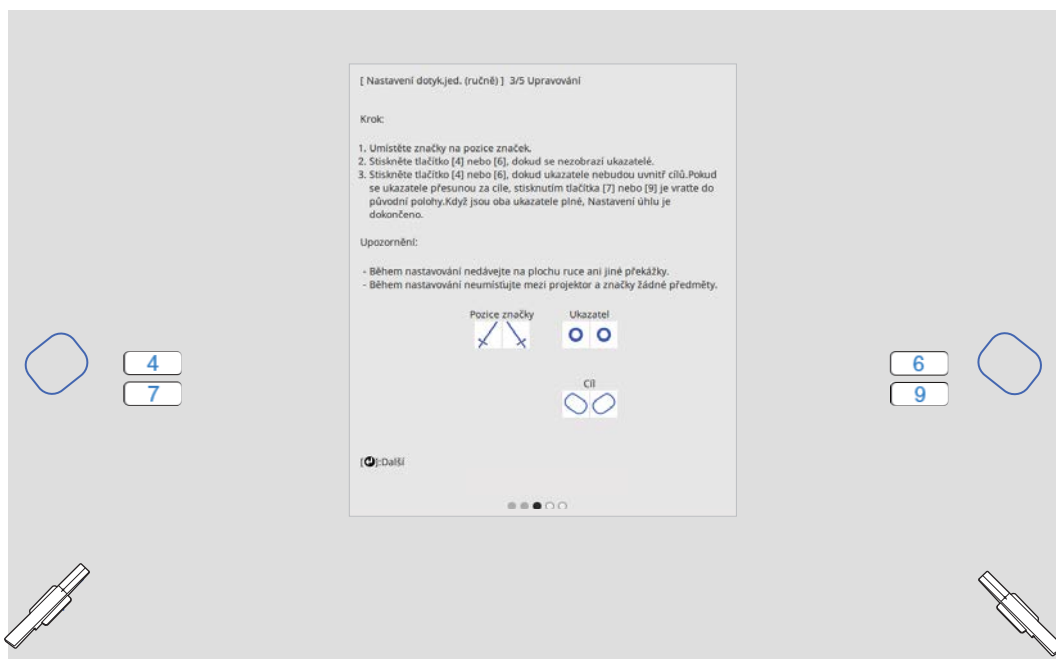 [ Nastavení dotyk.jed. (ručně) ] 3/5 Upravování
Krok:
1. Umístěte značky na pozice značek.
2. Stiskněte tlačítko [4] nebo [6], dokud se nezobrazí ukazatelé.
3. Stiskněte tlačítko [4] nebo [6], dokud ukazatele nebudou uvnitř cílů.Pokud
se ukazatele přesunou za cíle, stisknutím tlačítka [7] nebo [9] je vraťte do
původní polohy.Když jsou oba ukazatele plné, Nastavení úhlu je
dokončeno.
Upozornění:
- Během nastavování nedávejte na plochu ruce ani jiné překážky.
- Během nastavování neumísťujte mezi projektor a značky žádné předměty.
Pozice značky Ukazatel
4 6
7 9
Cíl
[ ]:Další